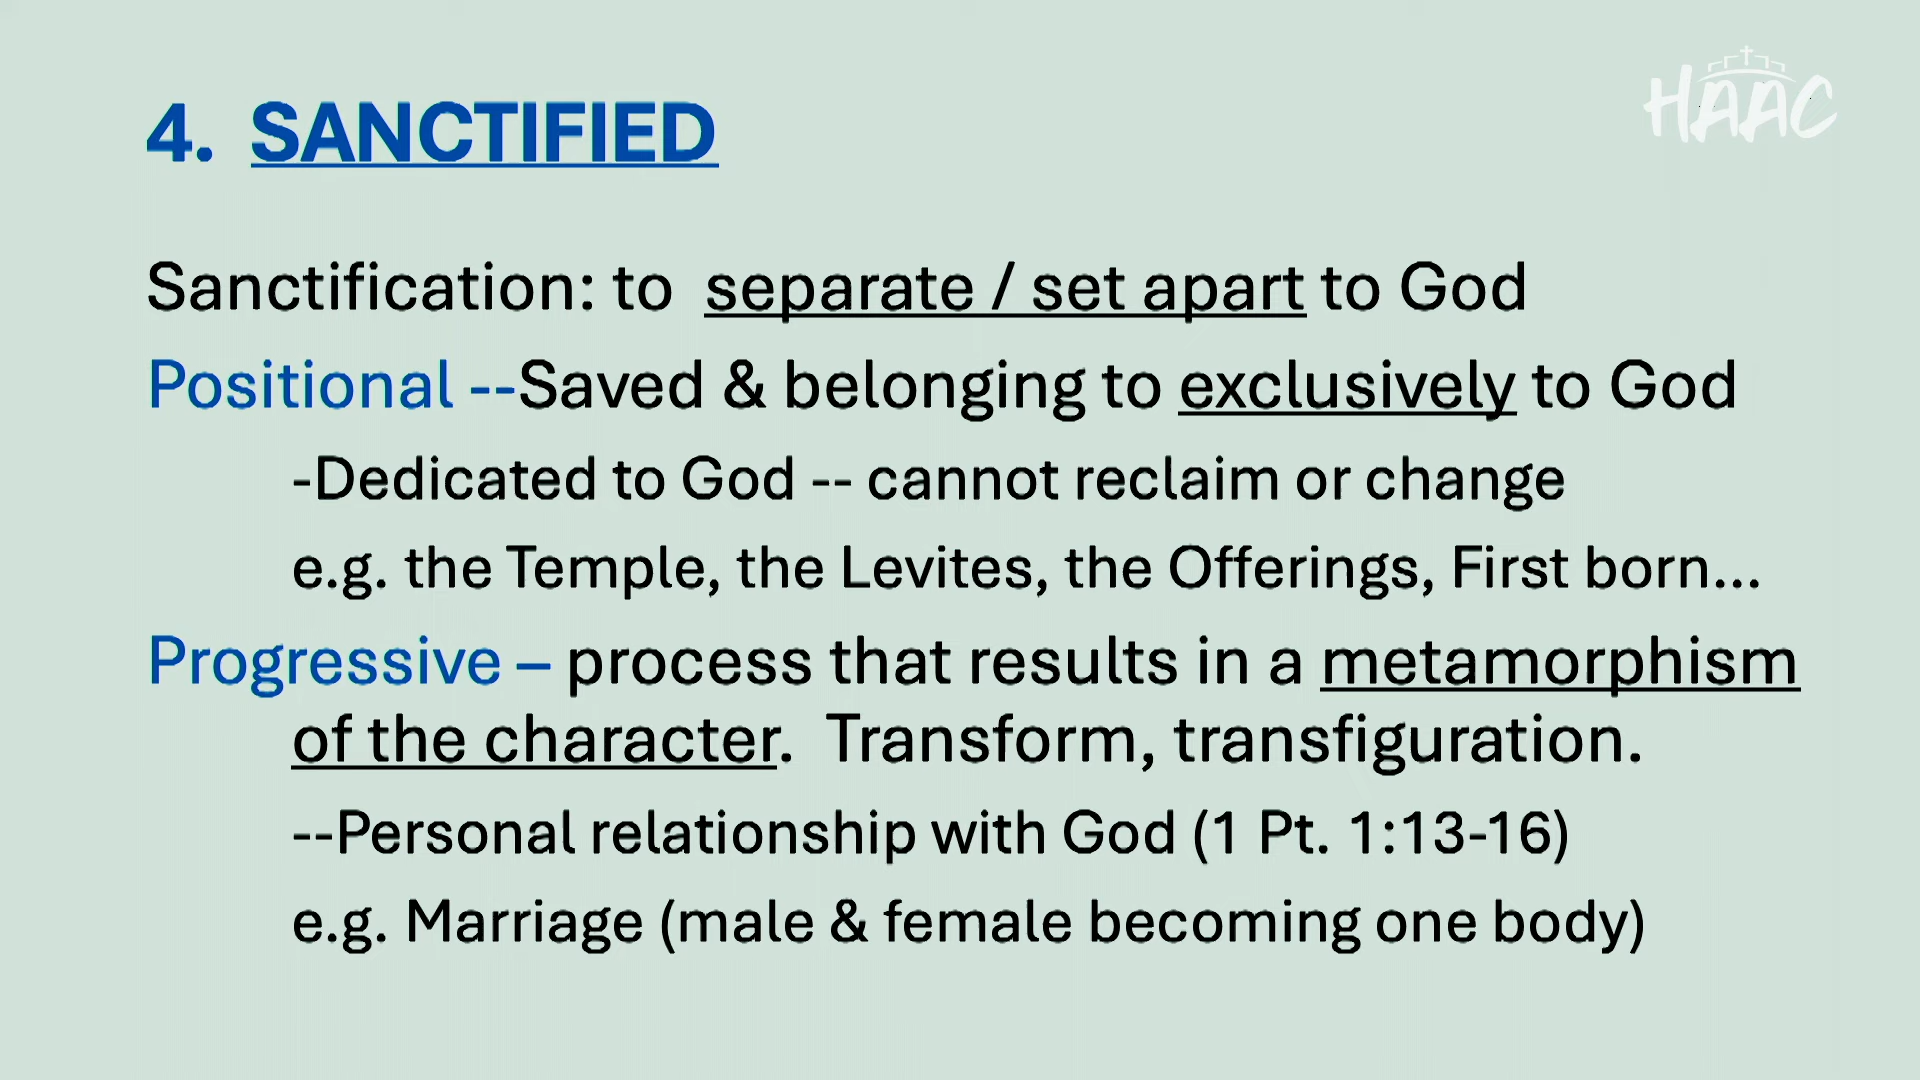 HAAC
4. SANCTIFIED
Sanctification: to separate / set apart to God
Positional --Saved & belonging to exclusively to God
-Dedicated to God -- cannot reclaim or change
e.g. the Temple, the Levites, the Offerings, First born...
Progressive – process that results in a metamorphism
of the character. Transform, transfiguration.
--Personal relationship with God (1 Pt. 1:13-16)
e.g. Marriage (male & female becoming one body)